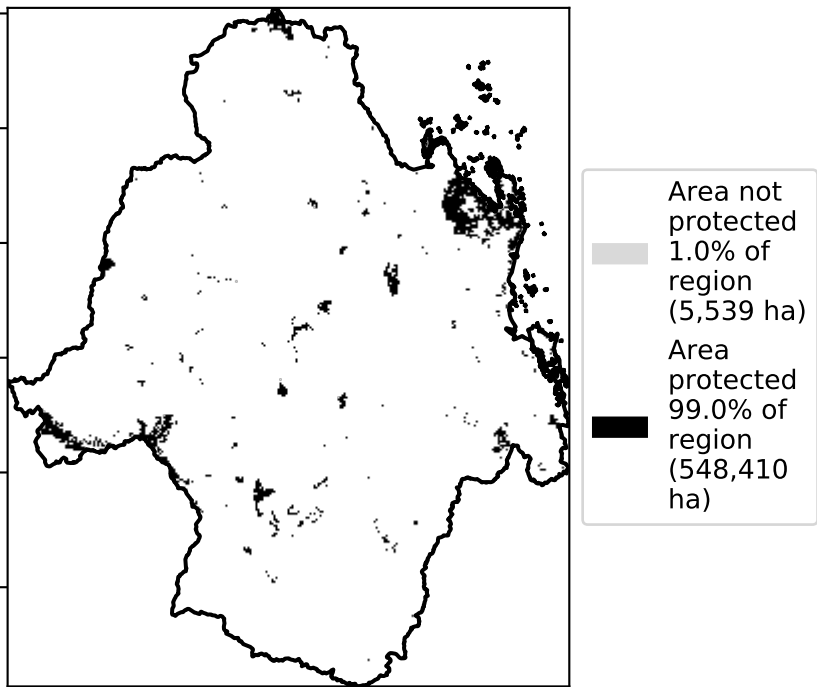 Area not
protected
1.0% of
region
(5,539 ha)
Area
protected
99.0% of
region
(548,410
ha)